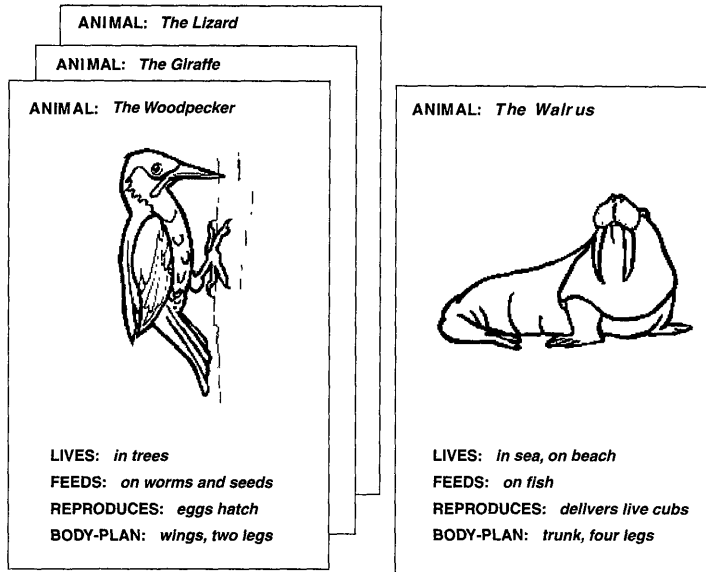 ANIMAL: The Lizard
ANIMAL: The Giraffe
ANIMAL: The Woodpecker
LIVES: in trees
FEEDS: on worms and seeds
REPRODUCES: eggs hatch
BODY-PLAN: wings, two legs
ANIMAL: The Walrus
LIVES: in sea, on beach
FEEDS: on fish
REPRODUCES: delivers live cubs
BODY-PLAN: trunk, four legs